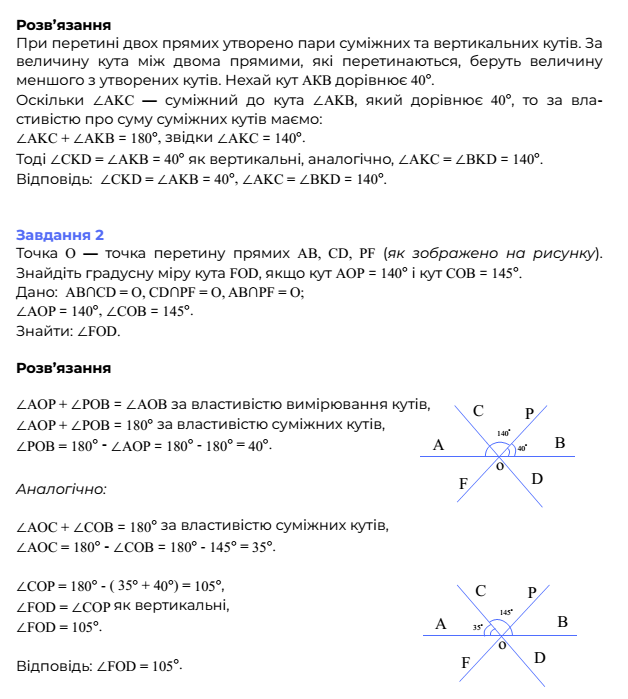 Розв’язання
При перетині двох прямих утворено пари суміжних та вертикальних кутів. За
величину кута між двома прямими, які перетинаються, беруть величину
меншого з утворених кутів. Нехай кут AKB дорівнює 40°.
Оскільки ∠AKC — суміжний до кута ∠AKB, який дорівнює 40°, то за вла-
стивістю про суму суміжних кутів маємо:
∠AKC + ∠AKB = 180°, звідки ∠AKC = 140°.
Тоді ∠CKD = ∠AKB = 40° як вертикальні, аналогічно, ∠AKC = ∠BKD = 140°.
Відповідь: ∠CKD = ∠AKB = 40°, ∠AKC = ∠BKD = 140°.
Завдання 2
Точка O — точка перетину прямих AB, CD, PF (як зображено на рисунку).
Знайдіть градусну міру кута FOD, якщо кут AOP = 140° і кут COB = 145°.
Дано: AB∩CD = O, CD∩PF = O, AB∩PF = O;
∠AOP = 140°, ∠COB = 145°.
Знайти: ∠FOD.
Розв’язання
∠AOP + ∠POB = ∠AOB за властивістю вимірювання кутів,
∠AOP + ∠POB = 180° за властивістю суміжних кутів,
∠POB = 180° - ∠AOP = 180° - 180° = 40°.
C P
140°
A 40° B
O
F D
Аналогічно:
∠AOC + ∠COB = 180° за властивістю суміжних кутів,
∠AOC = 180° - ∠COB = 180° - 145° = 35°.
∠COP = 180° - ( 35° + 40°) = 105°,
∠FOD = ∠COP як вертикальні,
∠FOD = 105°.
C P
145°
A 35° B
O
F D
Відповідь: ∠FOD = 105°.